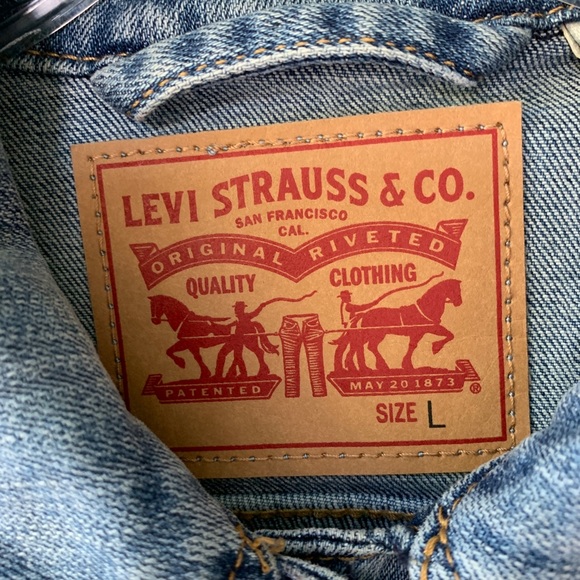 LEVI STRAUSS & CO.
SAN FRANCISCO
CAL.
ORIGINAL RIVETED
QUALITY CLOTHING
PATENTED MAY 20 1873 ®
SIZE L